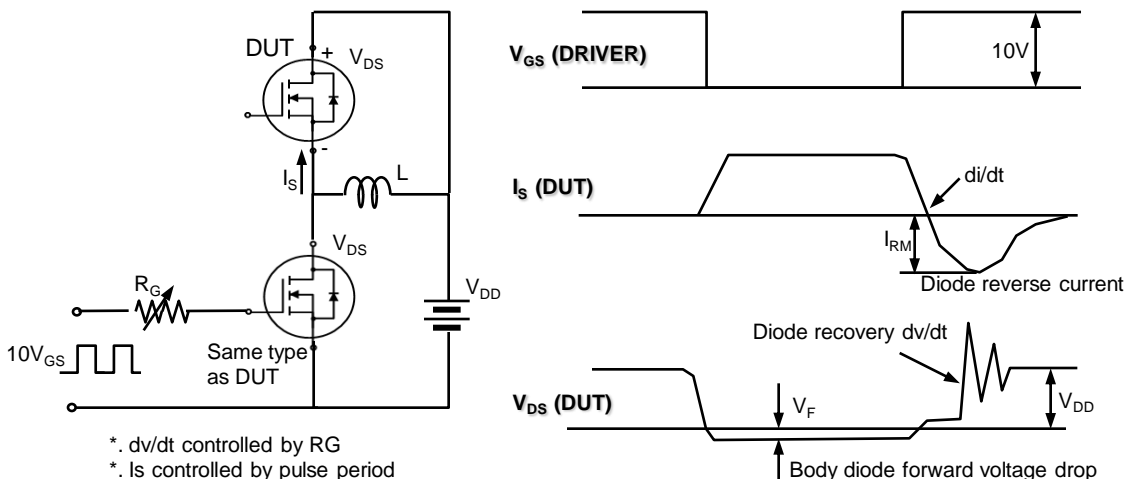 DUT
+
V_DS
-
I_S
L
V_DS
R_G
V_DD
10V_GS
Same type
as DUT
*. dv/dt controlled by RG
*. Is controlled by pulse period
V_GS (DRIVER)
10V
I_S (DUT)
di/dt
I_RM
Diode reverse current
Diode recovery dv/dt
V_DS (DUT)
V_F
V_DD
Body diode forward voltage drop